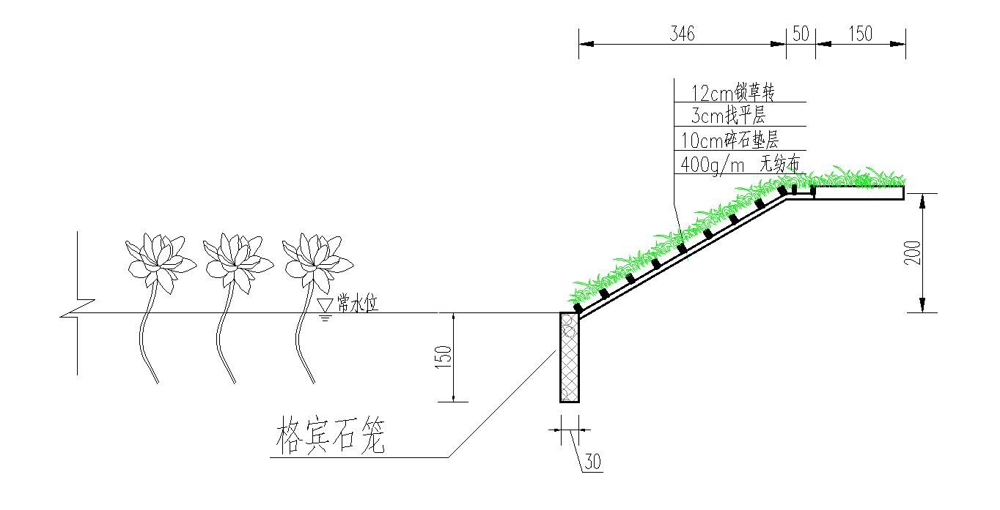 346 50 150
12cm锁草转
3cm找平层
10cm碎石垫层
400g/m 无纺布
200
常水位
150
格宾石笼
30